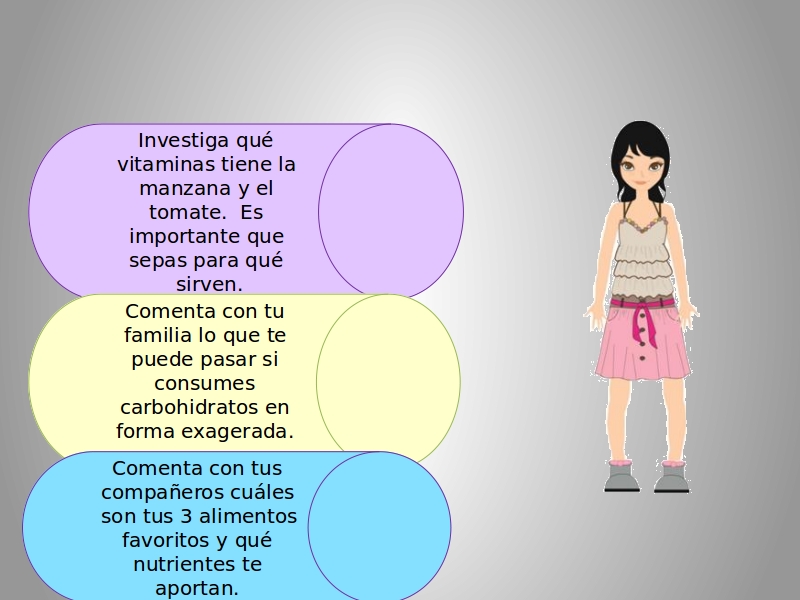 Investiga qué
vitaminas tiene la
manzana y el
tomate.  Es
importante que
sepas para qué
sirven.
Comenta con tu
familia lo que te
puede pasar si
consumes
carbohidratos en
forma exagerada.
Comenta con tus
compañeros cuáles
son tus 3 alimentos
favoritos y qué
nutrientes te
aportan.